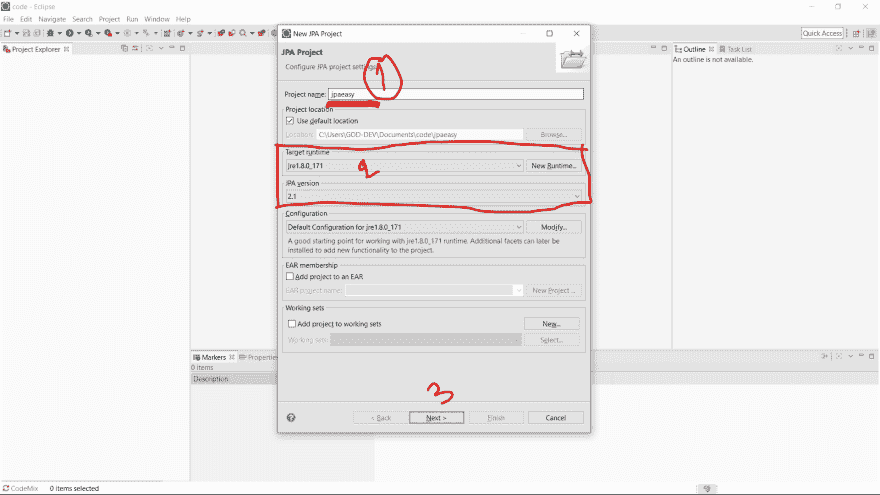 code - Eclipse
File Edit Navigate Search Project Run Window Help
Quick Access
Project Explorer
Outline Task List
An outline is not available.
New JPA Project
JPA Project
Configure JPA project settings.
1
Project name: jpaeasy
Project location
Use default location
Location: C:\Users\GOD-DEV\Documents\code\jpaeasy Browse...
Target runtime
jre1.8.0_171 New Runtime...
2
JPA version
2.1
Configuration
Default Configuration for jre1.8.0_171 Modify...
A good starting point for working with jre1.8.0_171 runtime. Additional facets can later be
installed to add new functionality to the project.
EAR membership
Add project to an EAR
EAR project name: New Project ...
Working sets
Add project to working sets New...
Working sets: Select...
Markers Properties
0 items
Description
3
< Back Next > Finish Cancel
CodeMix 0 items selected